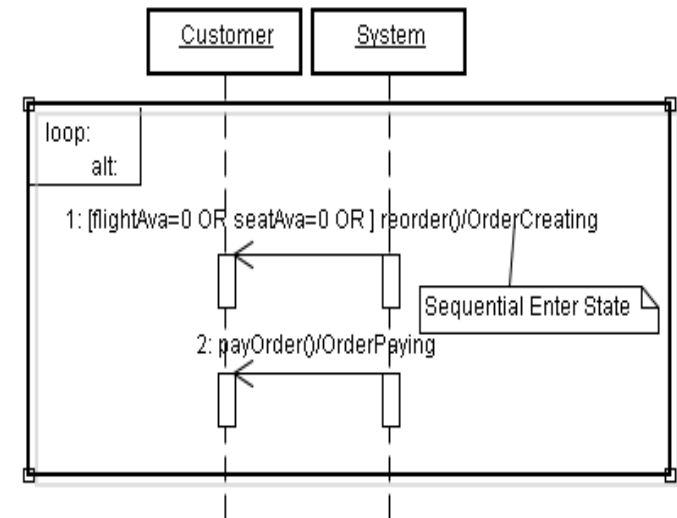 Customer
System
loop:
alt:
1: [flightAva=0 OR seatAva=0 OR ] reorder()/OrderCreating
Sequential Enter State
2: payOrder()/OrderPaying